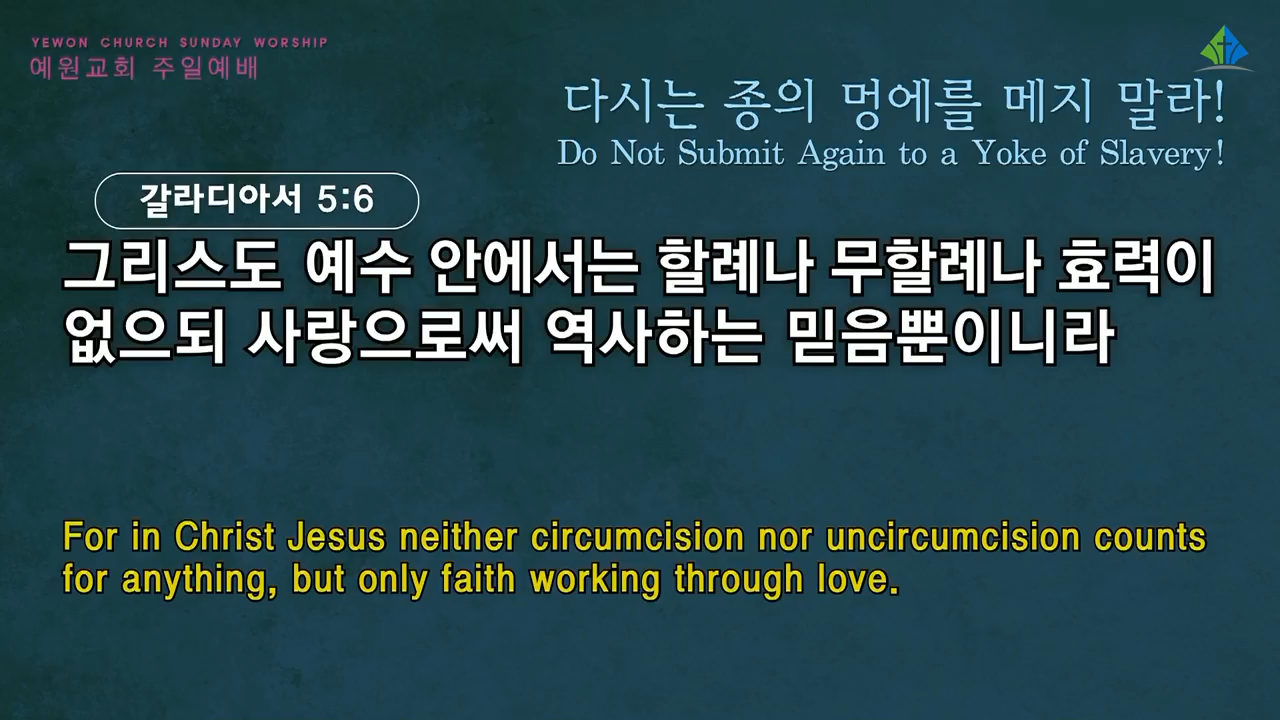 YEWON CHURCH SUNDAY WORSHIP
예원교회 주일예배
다시는 종의 멍에를 메지 말라!
Do Not Submit Again to a Yoke of Slavery!
갈라디아서 5:6
그리스도 예수 안에서는 할례나 무할례나 효력이
없으되 사랑으로써 역사하는 믿음뿐이니라
For in Christ Jesus neither circumcision nor uncircumcision counts
for anything, but only faith working through love.